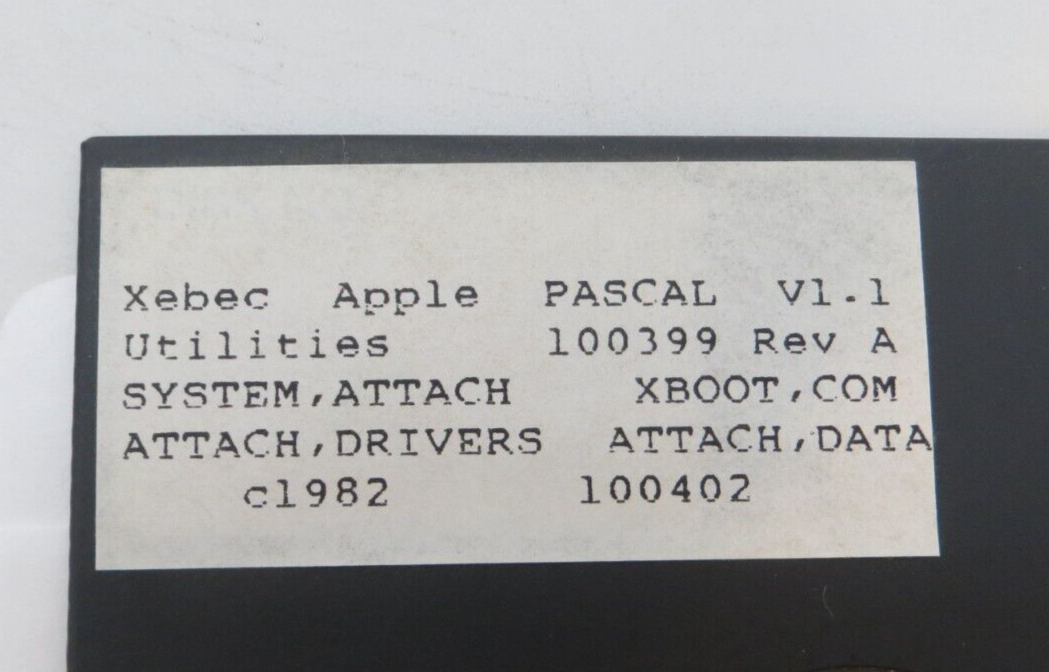 Xebec Apple PASCAL V1.1
Utilities 100399 Rev A
SYSTEM,ATTACH XBOOT,COM
ATTACH,DRIVERS ATTACH,DATA
c1982 100402